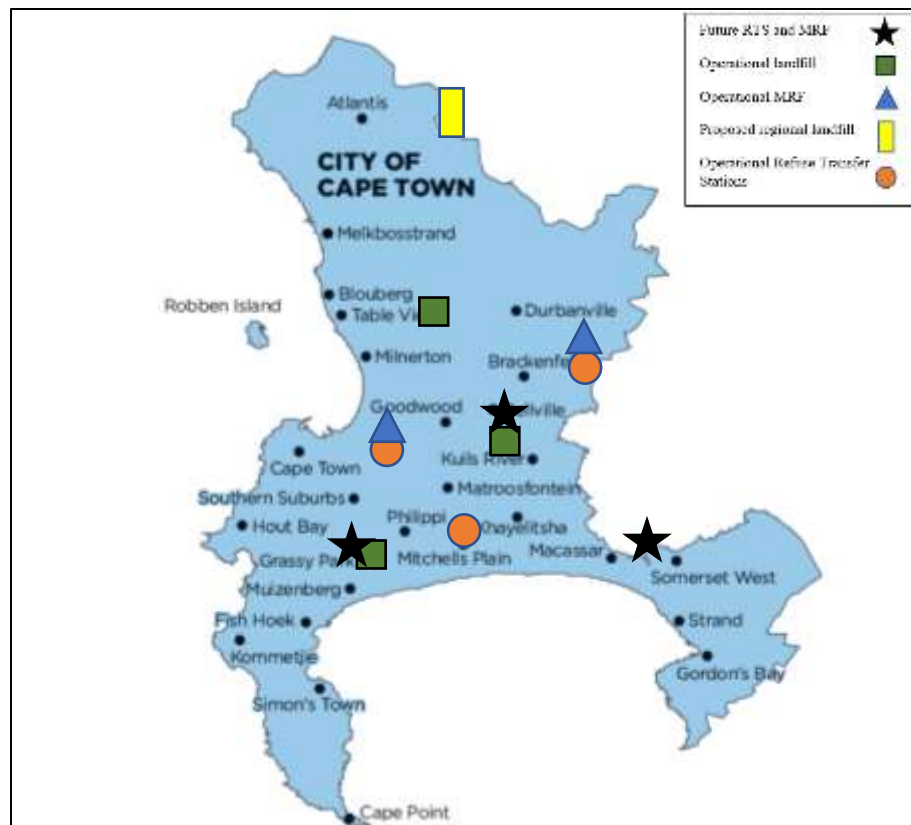 Future RTS and MRF
Operational landfill
Operational MRF
Proposed regional landfill
Operational Refuse Transfer
Stations
Atlantis
CITY OF
CAPE TOWN
Melkbosstrand
Blouberg
Robben Island
Table Vi
Durbanville
Milnerton
Brackenfe
Goodwood
ville
Cape Town
Kuils River
Southern Suburbs
Matroosfontein
Hout Bay
Philippi
Khayelitsha
Grassy Park
Mitchells Plain
Macassar
Somerset West
Muizenberg
Fish Hoek
Strand
Kommetjie
Gordon's Bay
Simon's Town
Cape Point